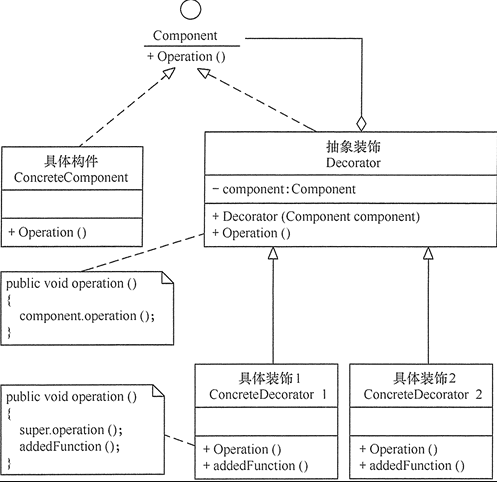 Component
+ Operation ()
具体构件
ConcreteComponent
+ Operation ()
抽象装饰
Decorator
- component:Component
+ Decorator (Component component)
+ Operation ()
public void operation ()
{
component.operation ();
}
具体装饰1
ConcreteDecorator 1
+ Operation ()
+ addedFunction ()
具体装饰2
ConcreteDecorator 2
+ Operation ()
+ addedFunction ()
public void operation ()
{
super.operation ();
addedFunction ();
}